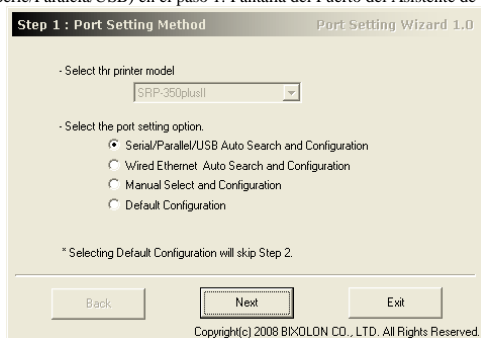 serie/Paralela/USB) en el paso 1. Pantalla del Puerto del Asistente de
Step 1 : Port Setting Method Port Setting Wizard 1.0
- Select thr printer model
SRP-350plusII
- Select the port setting option.
Serial/Parallel/USB Auto Search and Configuration
Wired Ethernet Auto Search and Configuration
Manual Select and Configuration
Default Configuration
* Selecting Default Configuration will skip Step 2.
Back Next Exit
Copyright(c) 2008 BIXOLON CO., LTD. All Rights Reserved.